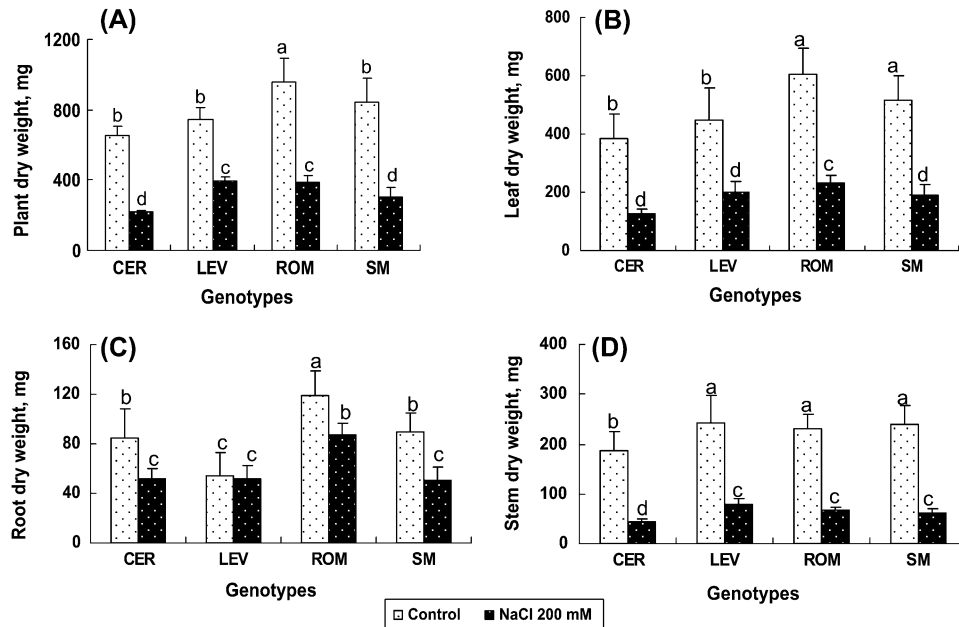 (A)
Plant dry weight, mg
1200
800
400
0
b
d
b
c
a
c
b
d
CER LEV ROM SM
Genotypes
(B)
Leaf dry weight, mg
800
600
400
200
0
b
d
b
d
a
c
a
d
CER LEV ROM SM
Genotypes
(C)
Root dry weight, mg
160
120
80
40
0
b
c
c
c
a
b
b
c
CER LEV ROM SM
Genotypes
(D)
Stem dry weight, mg
400
300
200
100
0
b
d
a
c
a
c
a
c
CER LEV ROM SM
Genotypes
Control NaCl 200 mM